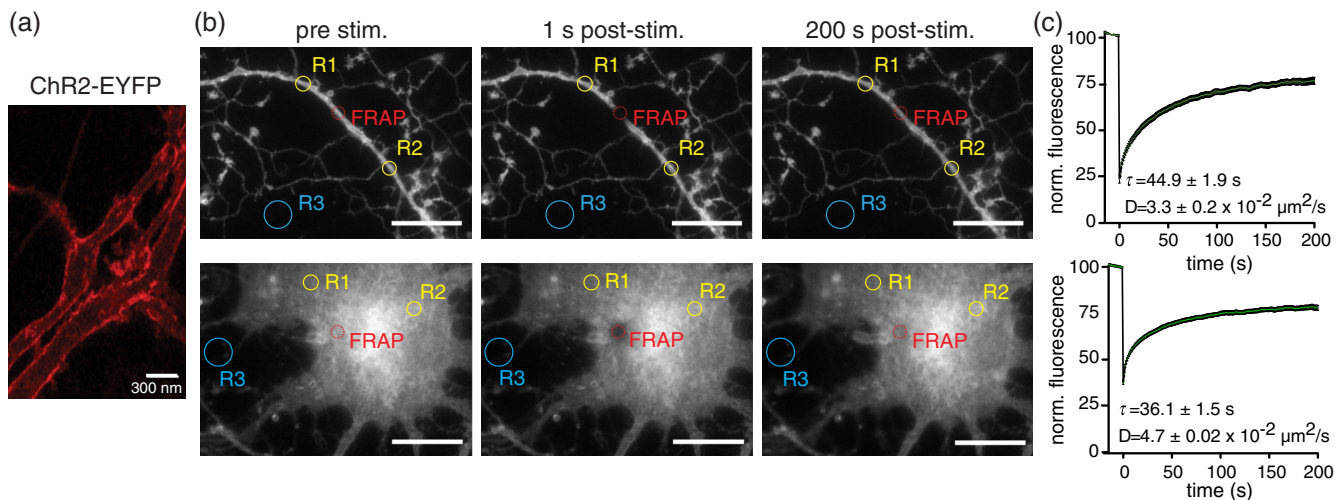 (a)
ChR2-EYFP
300 nm
(b)
pre stim.
1 s post-stim.
200 s post-stim.
R1
FRAP
R2
R3
R1
FRAP
R2
R3
R1
FRAP
R2
R3
R1
R2
FRAP
R3
R1
R2
FRAP
R3
R1
R2
FRAP
R3
(c)
norm. fluorescence
100
75
50
25
0
τ=44.9 ± 1.9 s
D=3.3 ± 0.2 x 10⁻² µm²/s
0 50 100 150 200
time (s)
norm. fluorescence
100
75
50
25
0
τ=36.1 ± 1.5 s
D=4.7 ± 0.02 x 10⁻² µm²/s
0 50 100 150 200
time (s)